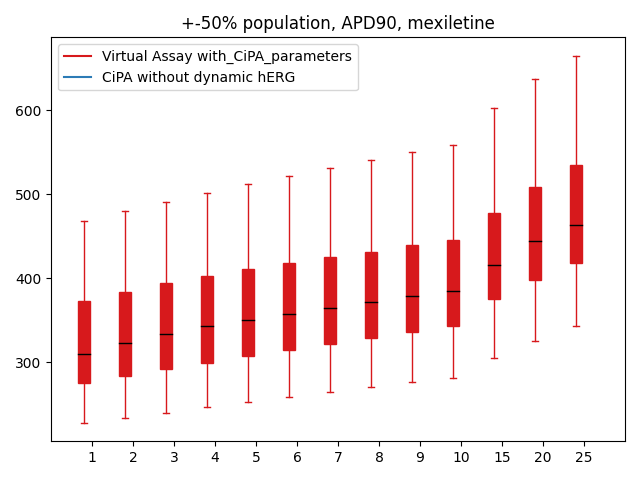 +-50% population, APD90, mexiletine
Virtual Assay with_CiPA_parameters
CiPA without dynamic hERG
600
500
400
300
1 2 3 4 5 6 7 8 9 10 15 20 25